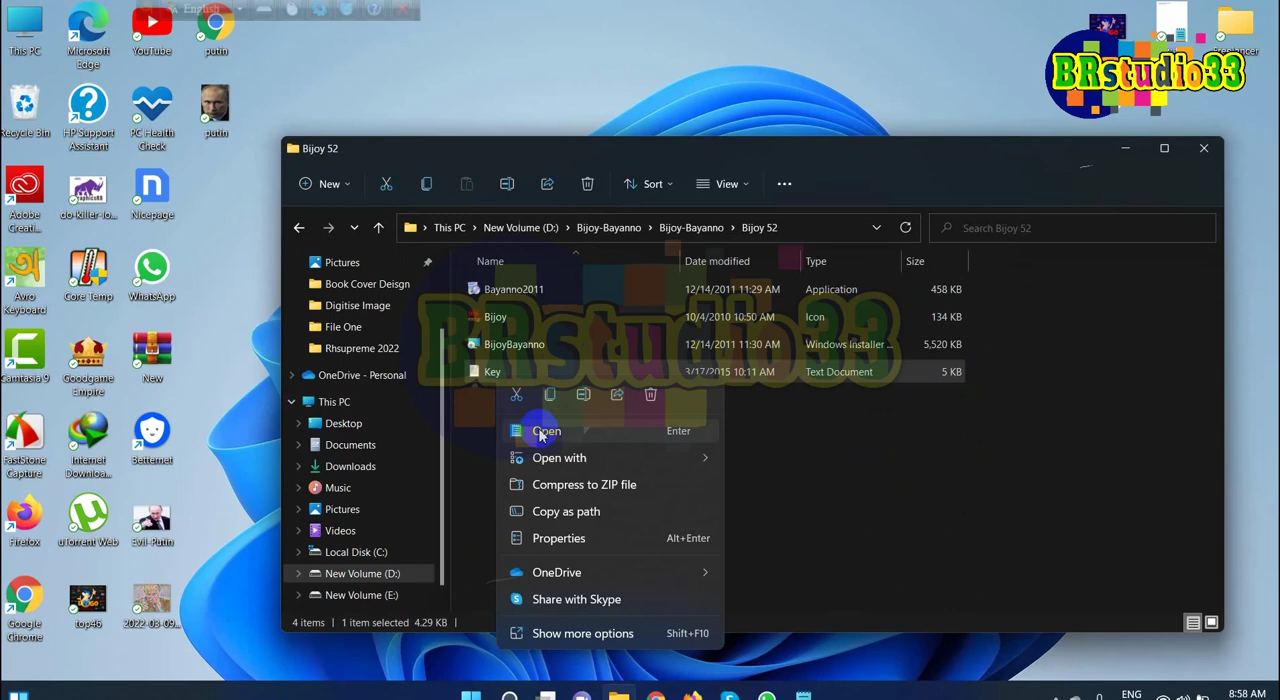 English
This PC
Microsoft
Edge
YouTube
putin
BRstudio33
Recycle Bin
HP Support
Assistant
PC Health
Check
putin
Adobe
Creati...
Nicepage
Avro
Keyboard
Core Temp
WhatsApp
Camtasia 9
Goodgame
Empire
New
FastStone
Capture
Internet
Downloa...
Betternet
Firefox
uTorrent Web
Evil-Putin
Google
Chrome
top46
2022-03-09...
Bijoy 52
New
Sort
View
This PC > New Volume (D:) > Bijoy-Bayanno > Bijoy-Bayanno > Bijoy 52
Search Bijoy 52
Pictures
Book Cover Deisgn
Digitise Image
File One
Rhsupreme 2022
OneDrive - Personal
This PC
Desktop
Documents
Downloads
Music
Pictures
Videos
Local Disk (C:)
New Volume (D:)
New Volume (E:)
Name Date modified Type Size
Bayanno2011 12/14/2011 11:29 AM Application 458 KB
Bijoy 10/4/2010 10:50 AM Icon 134 KB
BijoyBayanno 12/14/2011 11:30 AM Windows Installer ... 5,520 KB
Key 3/17/2015 10:11 AM Text Document 5 KB
BRstudio33
Open Enter
Open with
Compress to ZIP file
Copy as path
Properties Alt+Enter
OneDrive
Share with Skype
Show more options Shift+F10
4 items 1 item selected 4.29 KB
ENG
8:58 AM